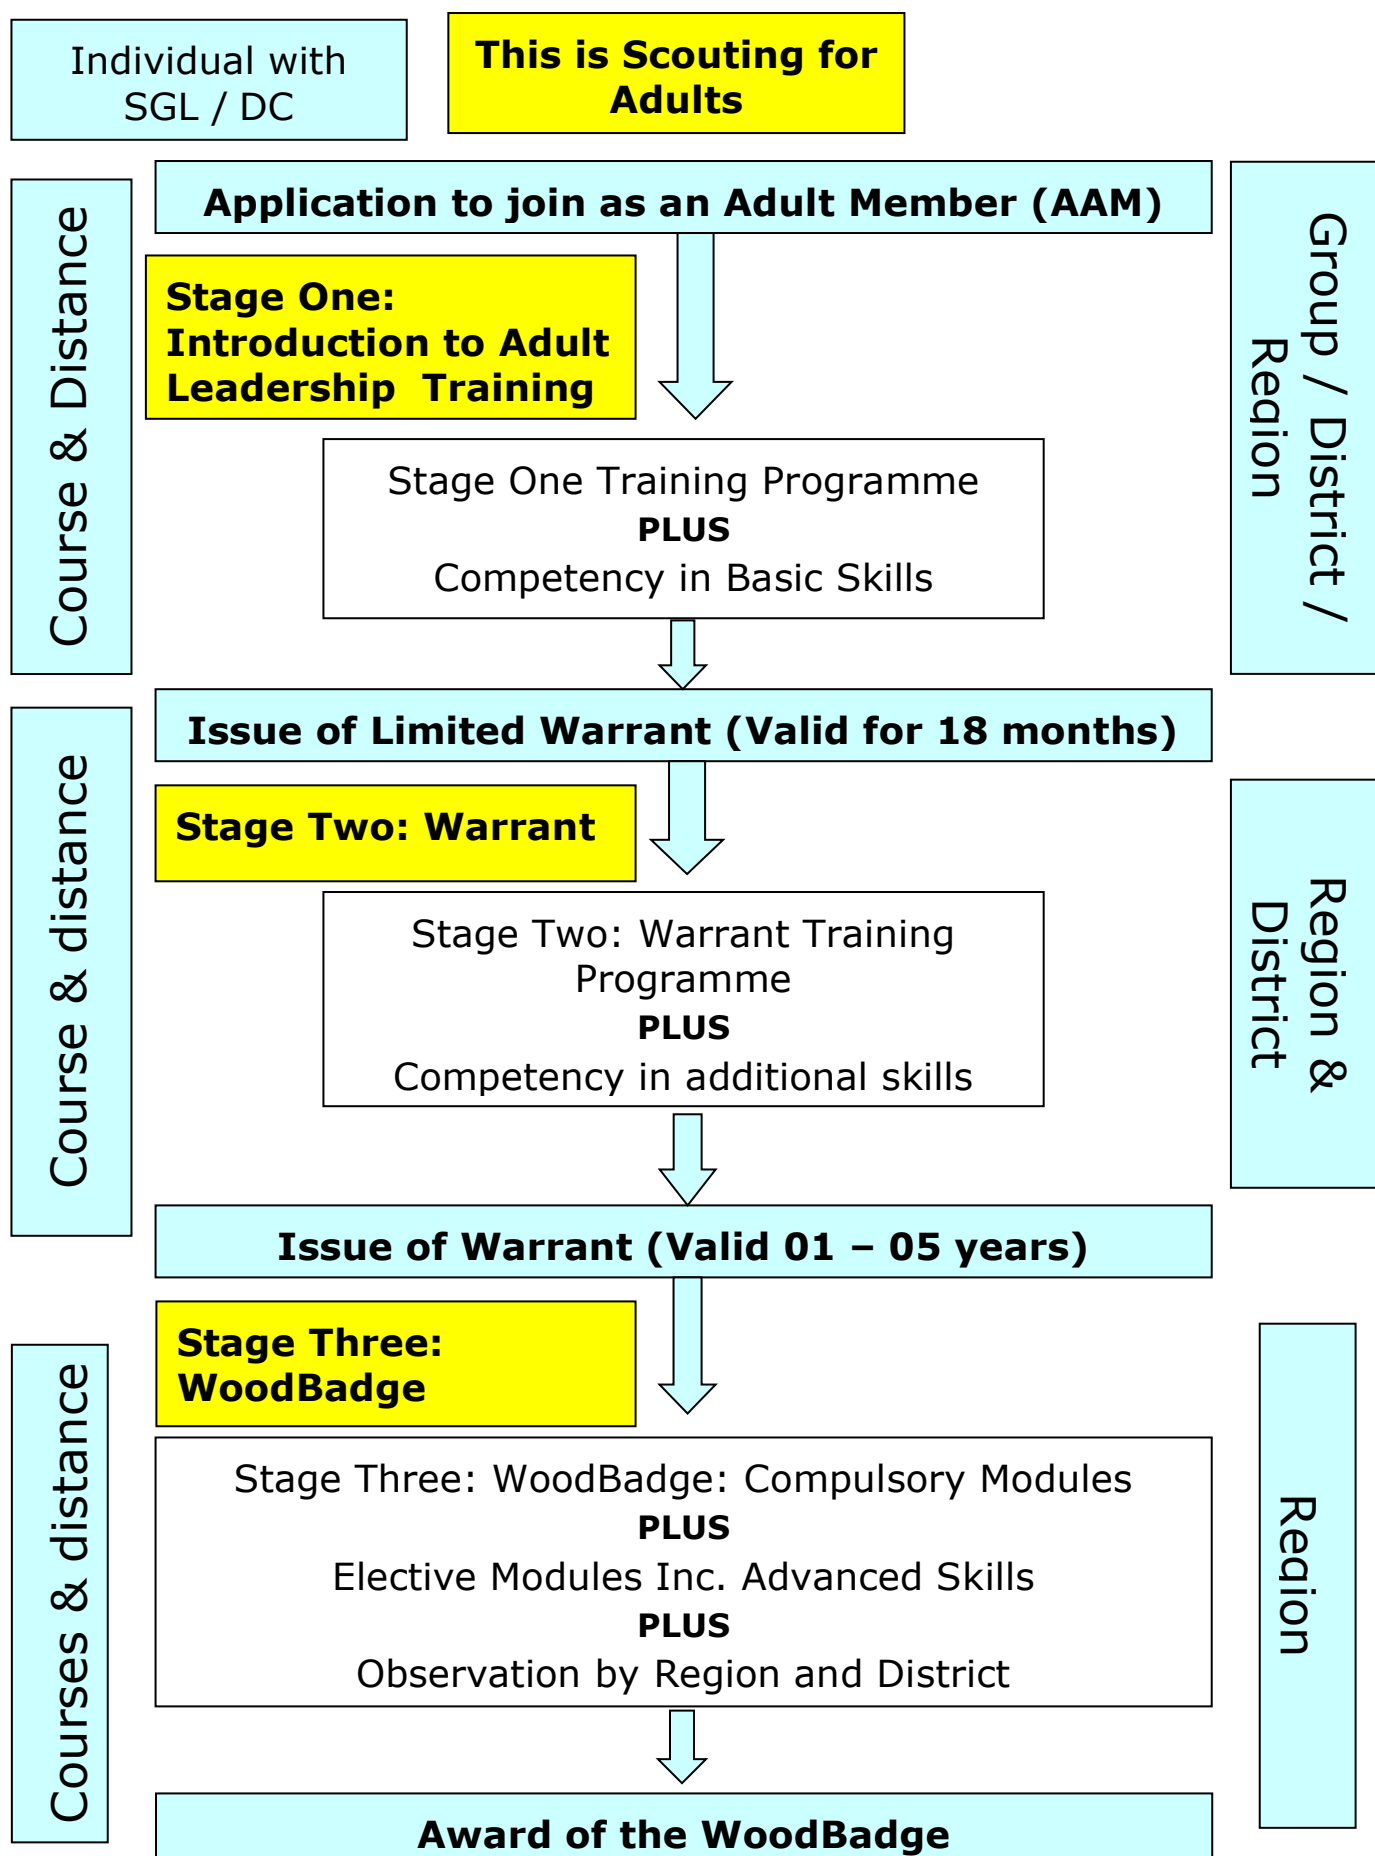 Individual with
SGL / DC
This is Scouting for
Adults
Course & Distance
Application to join as an Adult Member (AAM)
Group / District /
Region
Stage One:
Introduction to Adult
Leadership Training
Stage One Training Programme
PLUS
Competency in Basic Skills
Course & distance
Issue of Limited Warrant (Valid for 18 months)
Stage Two: Warrant
Region &
District
Stage Two: Warrant Training
Programme
PLUS
Competency in additional skills
Issue of Warrant (Valid 01 – 05 years)
Courses & distance
Stage Three:
WoodBadge
Region
Stage Three: WoodBadge: Compulsory Modules
PLUS
Elective Modules Inc. Advanced Skills
PLUS
Observation by Region and District
Award of the WoodBadge